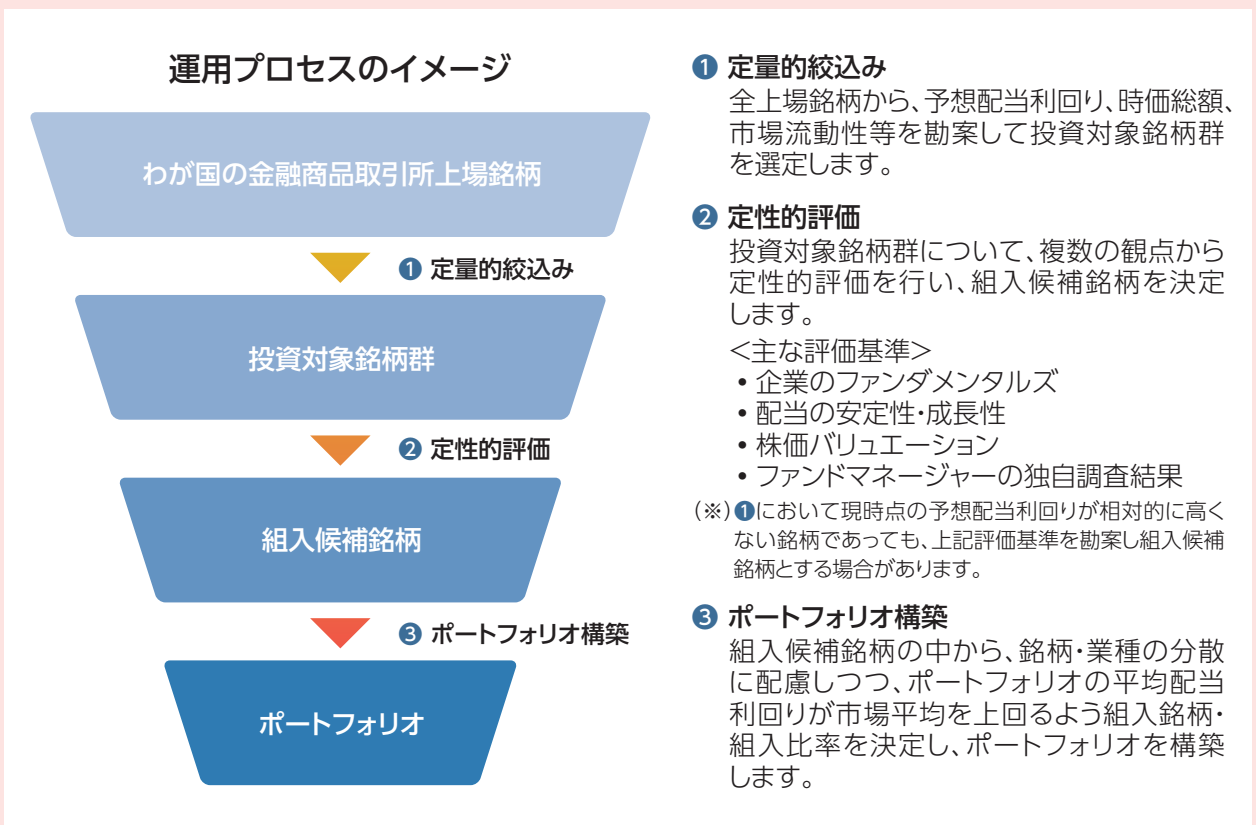 運用プロセスのイメージ
わが国の金融商品取引所上場銘柄
❶ 定量的絞込み
投資対象銘柄群
❷ 定性的評価
組入候補銘柄
❸ ポートフォリオ構築
ポートフォリオ
❶ 定量的絞込み
全上場銘柄から、予想配当利回り、時価総額、
市場流動性等を勘案して投資対象銘柄群
を選定します。
❷ 定性的評価
投資対象銘柄群について、複数の観点から
定性的評価を行い、組入候補銘柄を決定
します。
＜主な評価基準＞
• 企業のファンダメンタルズ
• 配当の安定性・成長性
• 株価バリュエーション
• ファンドマネージャーの独自調査結果
(※)❶において現時点の予想配当利回りが相対的に高く
ない銘柄であっても、上記評価基準を勘案し組入候補
銘柄とする場合があります。
❸ ポートフォリオ構築
組入候補銘柄の中から、銘柄・業種の分散
に配慮しつつ、ポートフォリオの平均配当
利回りが市場平均を上回るよう組入銘柄・
組入比率を決定し、ポートフォリオを構築
します。